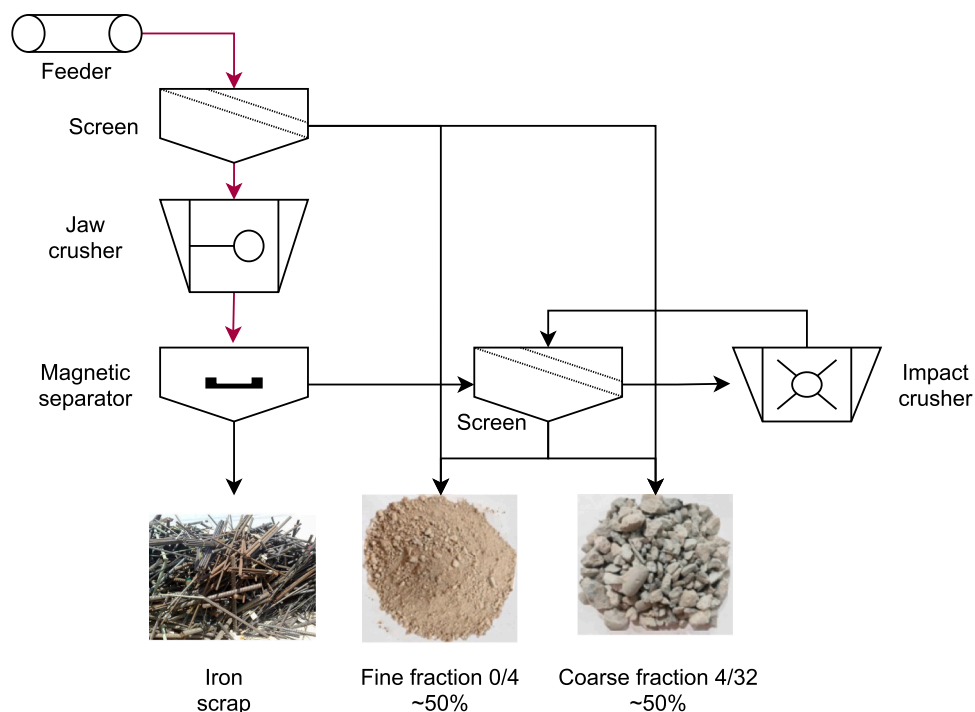 Feeder
Screen
Jaw
crusher
Magnetic
separator
Screen
Impact
crusher
Iron
scrap
Fine fraction 0/4
~50%
Coarse fraction 4/32
~50%